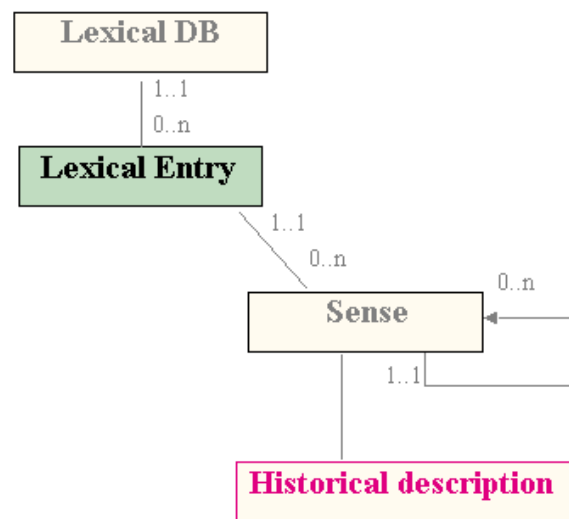 Lexical DB
1..1
0..n
Lexical Entry
1..1
0..n
0..n
Sense
1..1
Historical description